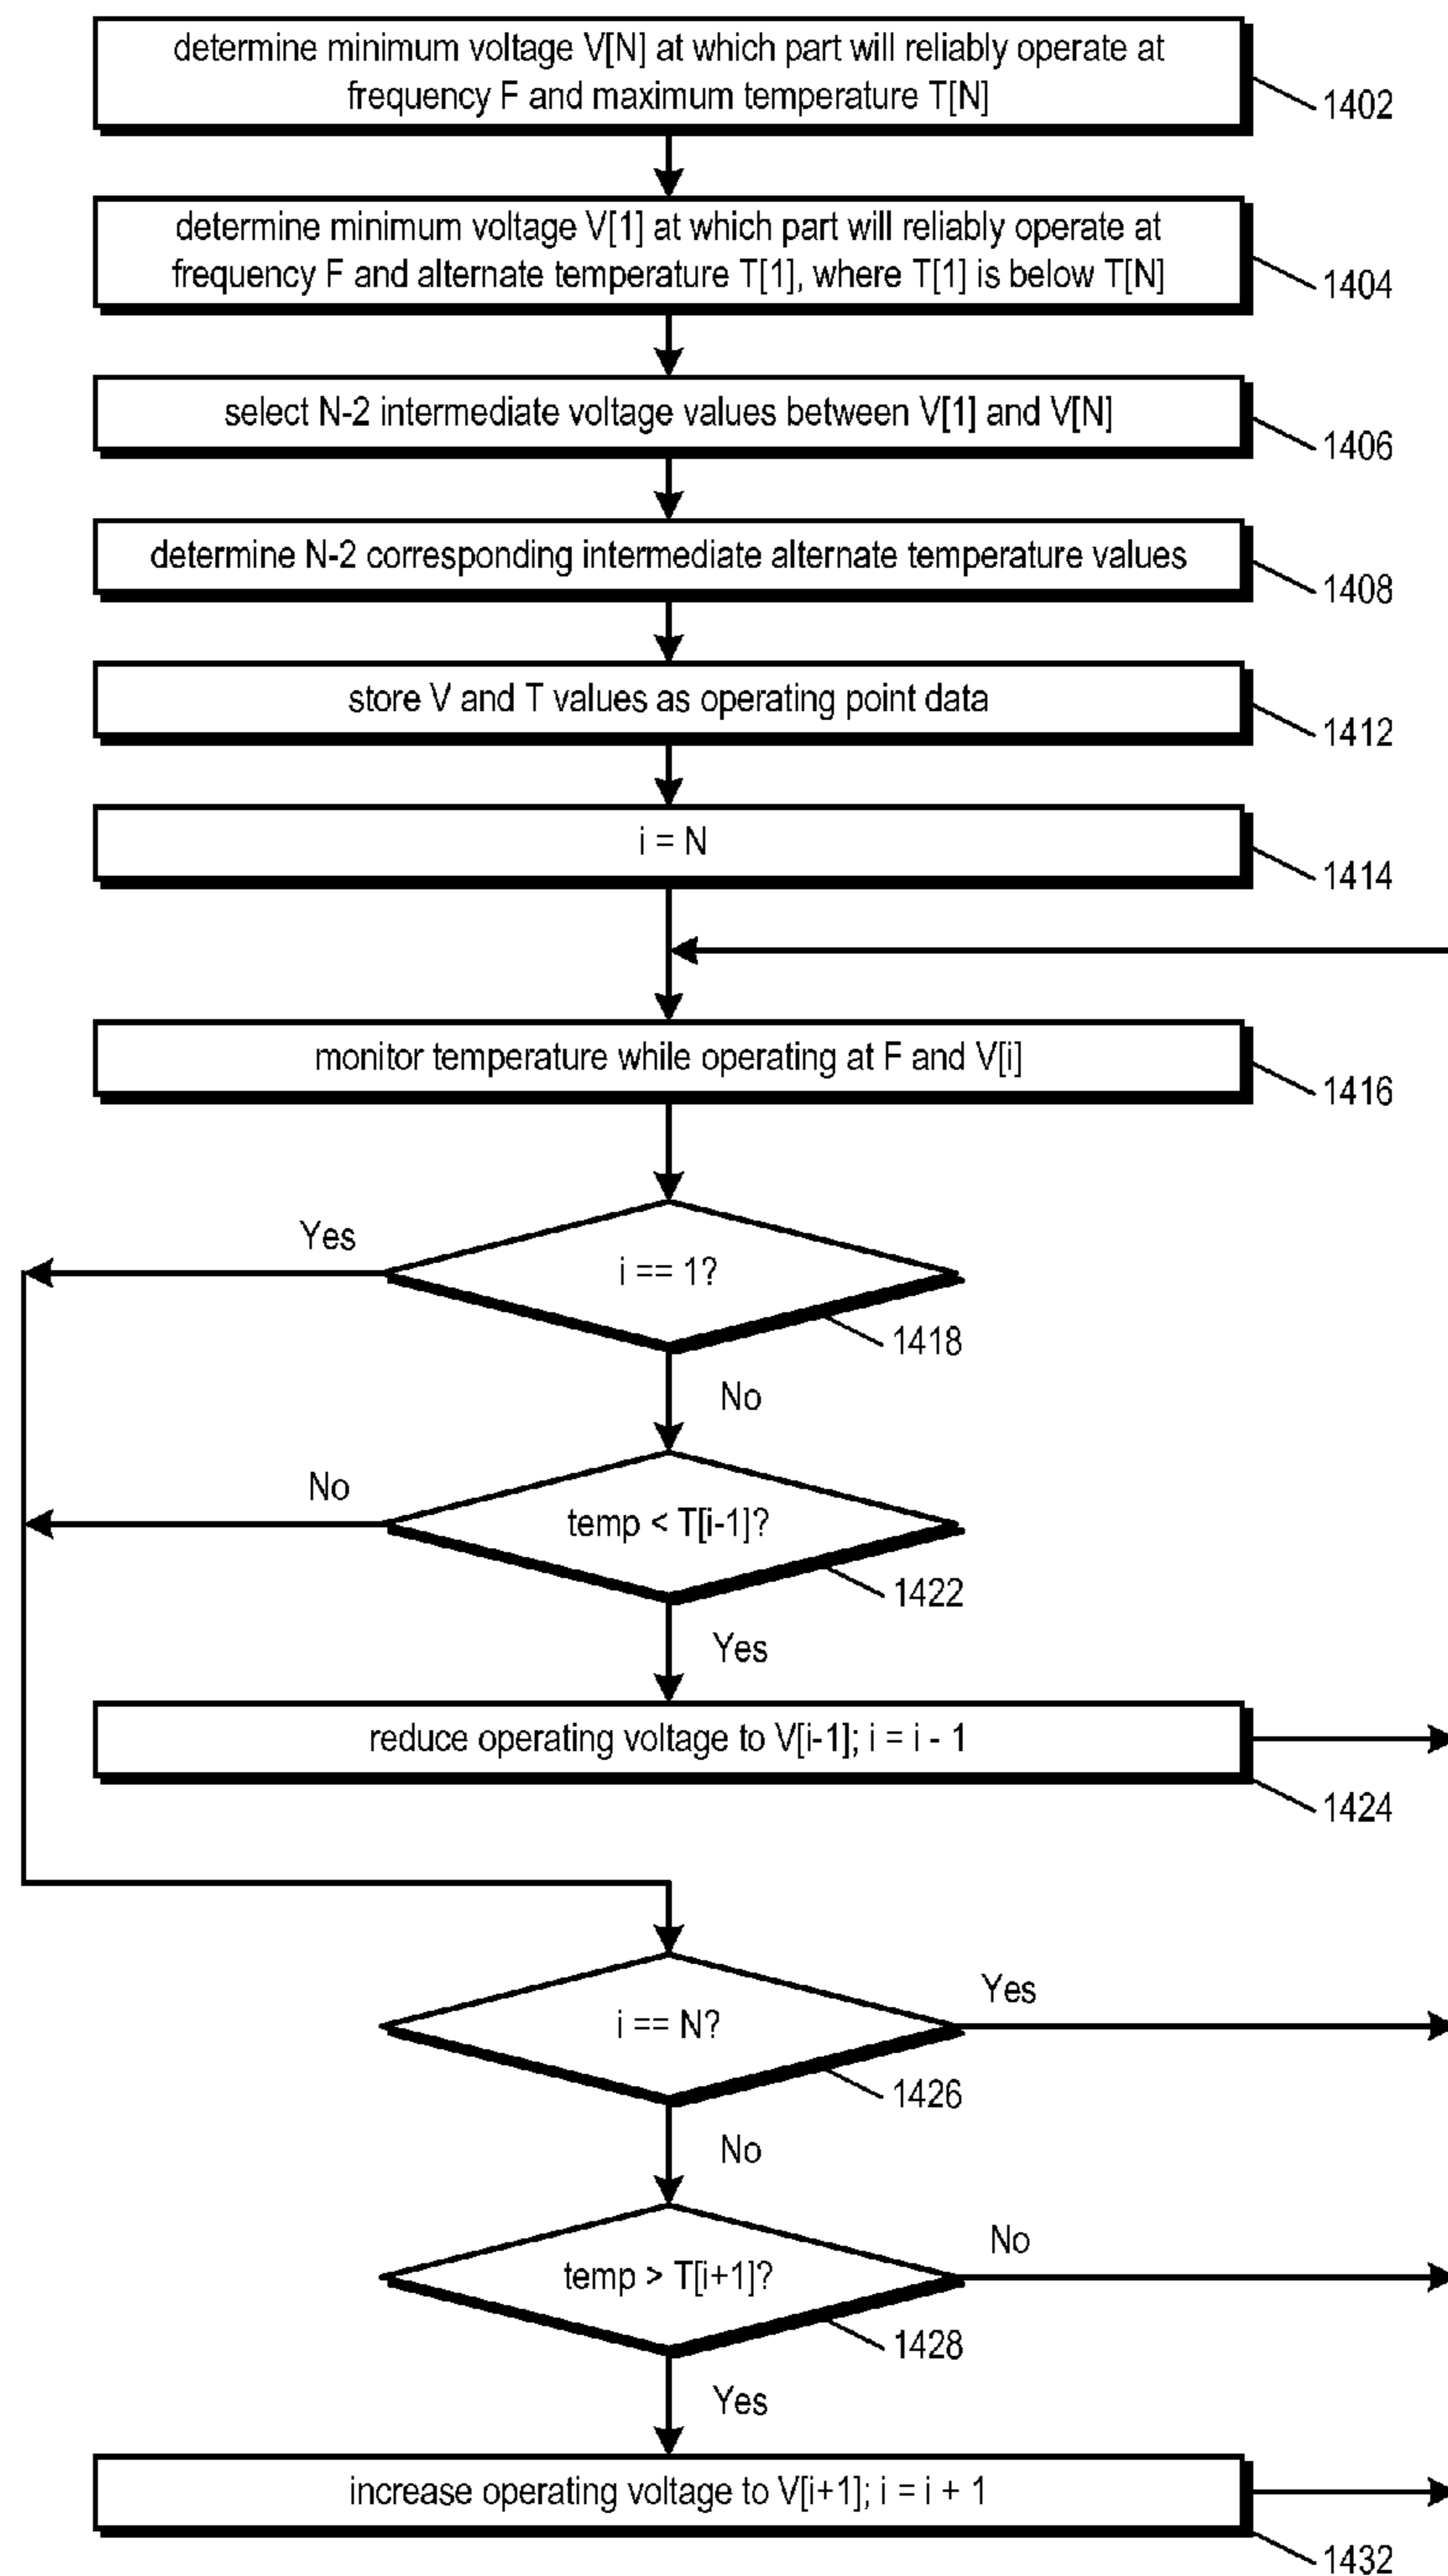 determine minimum voltage V[N] at which part will reliably operate at
frequency F and maximum temperature T[N]
1402
determine minimum voltage V[1] at which part will reliably operate at
frequency F and alternate temperature T[1], where T[1] is below T[N]
1404
select N-2 intermediate voltage values between V[1] and V[N]
1406
determine N-2 corresponding intermediate alternate temperature values
1408
store V and T values as operating point data
1412
i = N
1414
monitor temperature while operating at F and V[i]
1416
Yes
i == 1?
1418
No
No
temp < T[i-1]?
1422
Yes
reduce operating voltage to V[i-1]; i = i - 1
1424
Yes
i == N?
1426
No
No
temp > T[i+1]?
1428
Yes
increase operating voltage to V[i+1]; i = i + 1
1432